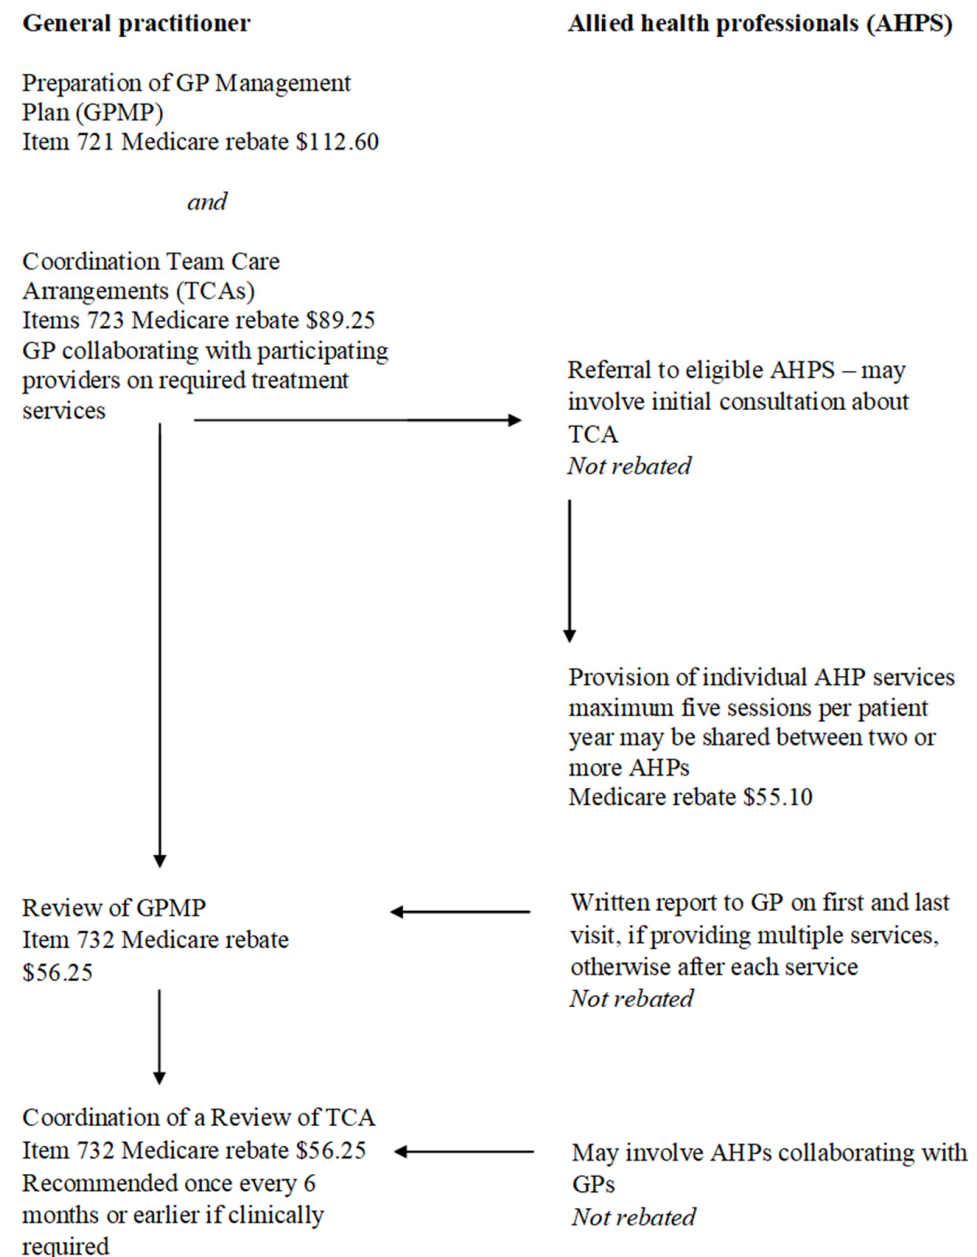 General practitioner
Allied health professionals (AHPS)
Preparation of GP Management
Plan (GPMP)
Item 721 Medicare rebate $112.60
and
Coordination Team Care
Arrangements (TCAs)
Items 723 Medicare rebate $89.25
GP collaborating with participating
providers on required treatment
services
Referral to eligible AHPS – may
involve initial consultation about
TCA
Not rebated
Provision of individual AHP services
maximum five sessions per patient
year may be shared between two or
more AHPs
Medicare rebate $55.10
Review of GPMP
Item 732 Medicare rebate
$56.25
Written report to GP on first and last
visit, if providing multiple services,
otherwise after each service
Not rebated
Coordination of a Review of TCA
Item 732 Medicare rebate $56.25
Recommended once every 6
months or earlier if clinically
required
May involve AHPs collaborating with
GPs
Not rebated